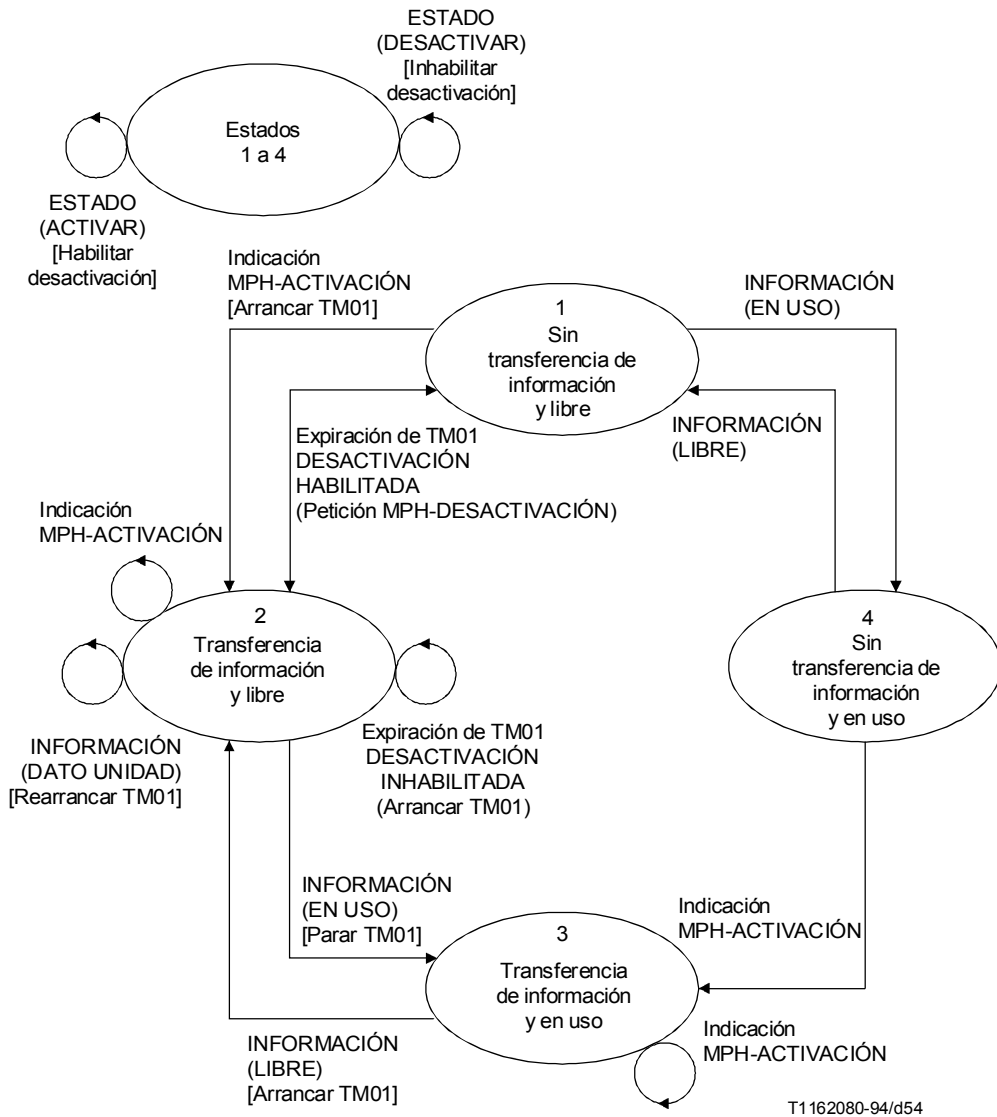 ESTADO
(DESACTIVAR)
[Inhabilitar
desactivación]
Estados
1 a 4
ESTADO
(ACTIVAR)
[Habilitar
desactivación]
Indicación
MPH-ACTIVACIÓN
[Arrancar TM01]
1
Sin
transferencia de
información
y libre
INFORMACIÓN
(EN USO)
Expiración de TM01
DESACTIVACIÓN
HABILITADA
(Petición MPH-DESACTIVACIÓN)
INFORMACIÓN
(LIBRE)
Indicación
MPH-ACTIVACIÓN
2
Transferencia
de información
y libre
4
Sin
transferencia de
información
y en uso
INFORMACIÓN
(DATO UNIDAD)
[Rearrancar TM01]
Expiración de TM01
DESACTIVACIÓN
INHABILITADA
(Arrancar TM01)
INFORMACIÓN
(EN USO)
[Parar TM01]
3
Transferencia
de información
y en uso
Indicación
MPH-ACTIVACIÓN
INFORMACIÓN
(LIBRE)
[Arrancar TM01]
Indicación
MPH-ACTIVACIÓN
T1162080-94/d54